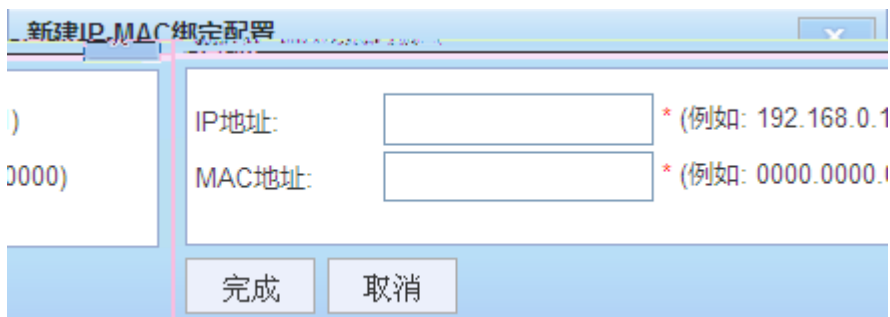 新建IP-MAC绑定配置
)
IP地址:
* (例如: 192.168.0.1
0000)
MAC地址:
* (例如: 0000.0000.
完成
取消